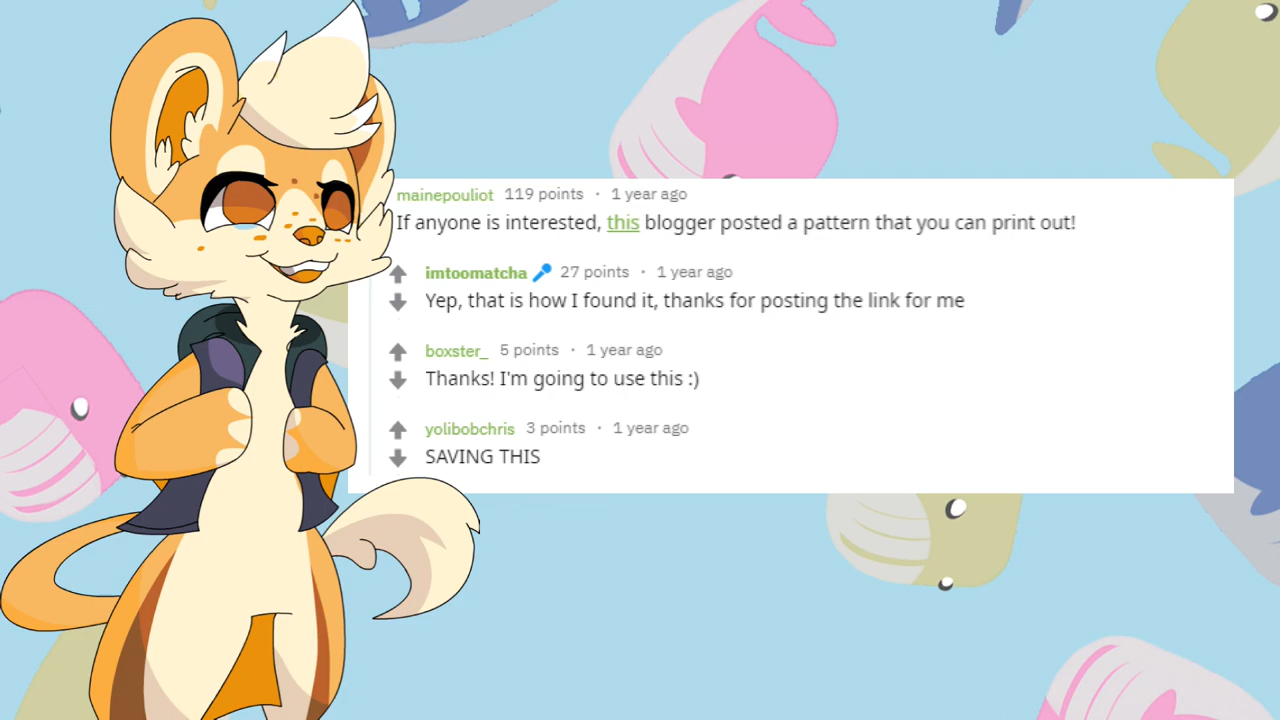 mainepouliot 119 points · 1 year ago
If anyone is interested, this blogger posted a pattern that you can print out!
imtoomatcha 27 points · 1 year ago
Yep, that is how I found it, thanks for posting the link for me
boxster_ 5 points · 1 year ago
Thanks! I'm going to use this :)
yolibobchris 3 points · 1 year ago
SAVING THIS